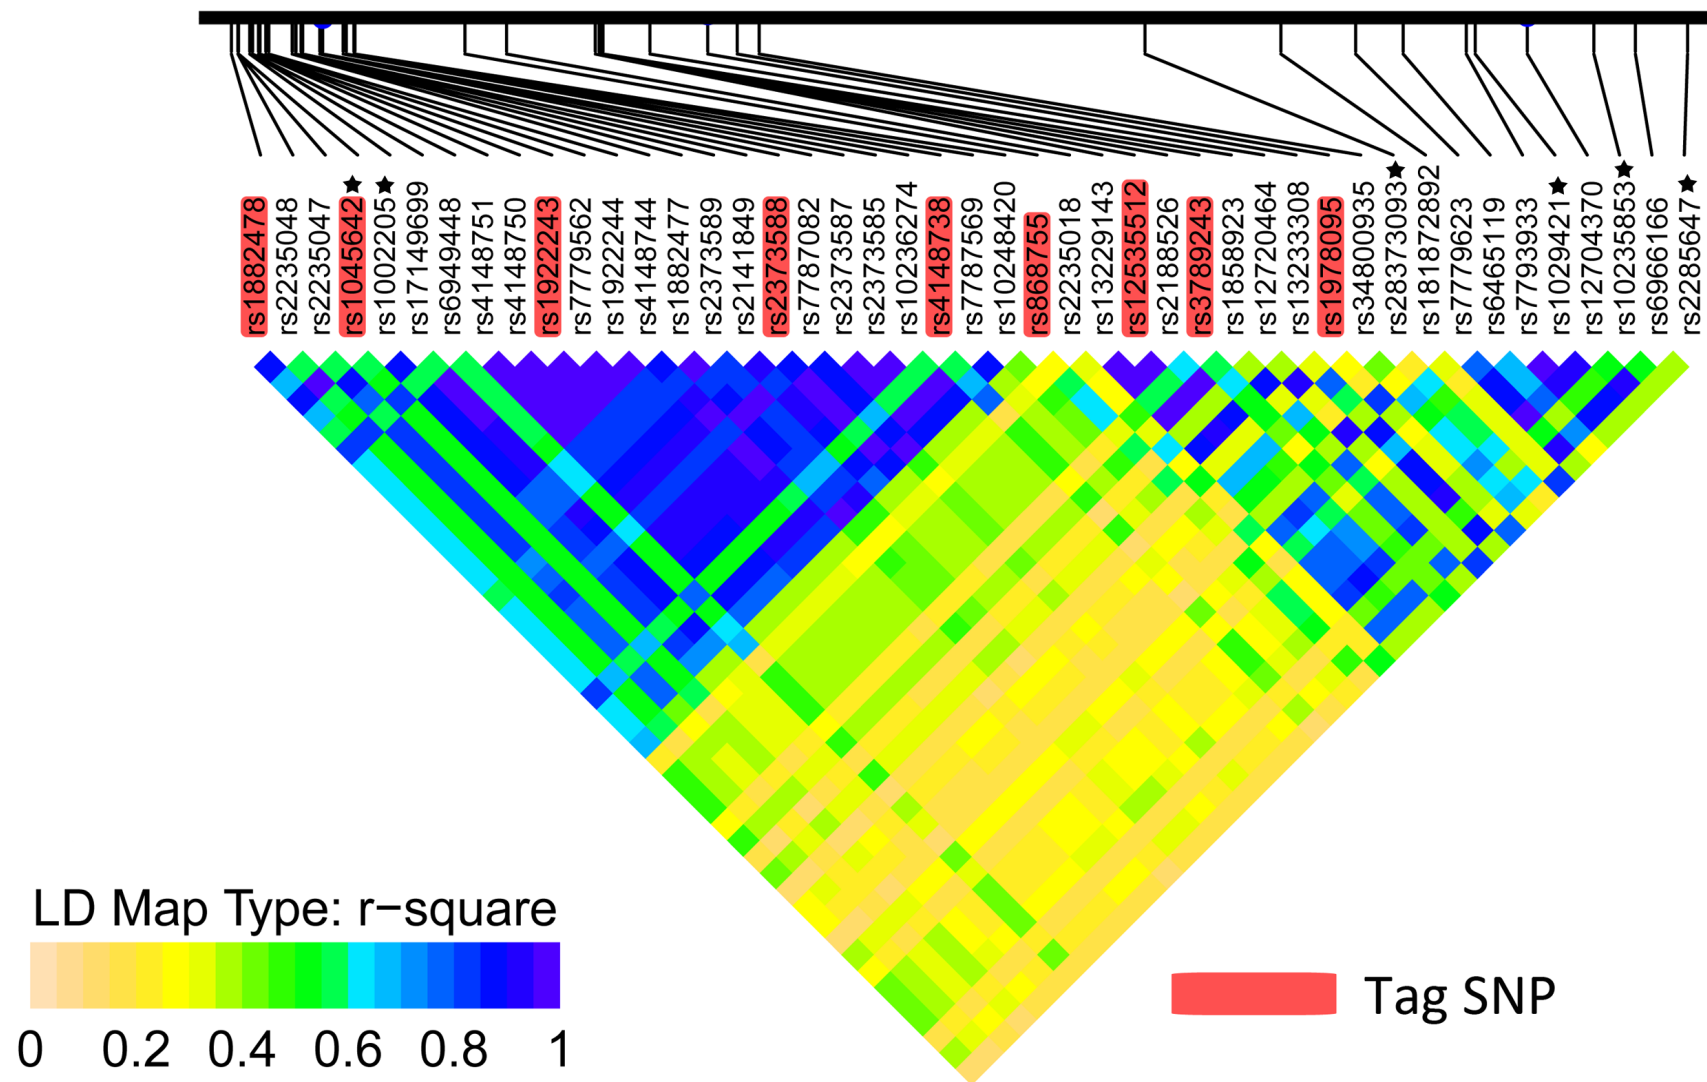 rs1882478
rs2235048
rs2235047
rs1045642
rs1002205
rs17149699
rs6949448
rs4148751
rs4148750
rs1922243
rs7779562
rs1922244
rs4148744
rs1882477
rs2373589
rs2141849
rs2373588
rs7787082
rs2373587
rs2373585
rs10236274
rs4148738
rs7787569
rs10248420
rs868755
rs2235018
rs13229143
rs12535512
rs2188526
rs3789243
rs1858923
rs12720464
rs13233308
rs1978095
rs34800935
rs28373093
rs181872892
rs7779623
rs6465119
rs7793933
rs1029421
rs12704370
rs10235853
rs6966166
rs2285647
LD Map Type: r−square
0 0.2 0.4 0.6 0.8 1
Tag SNP